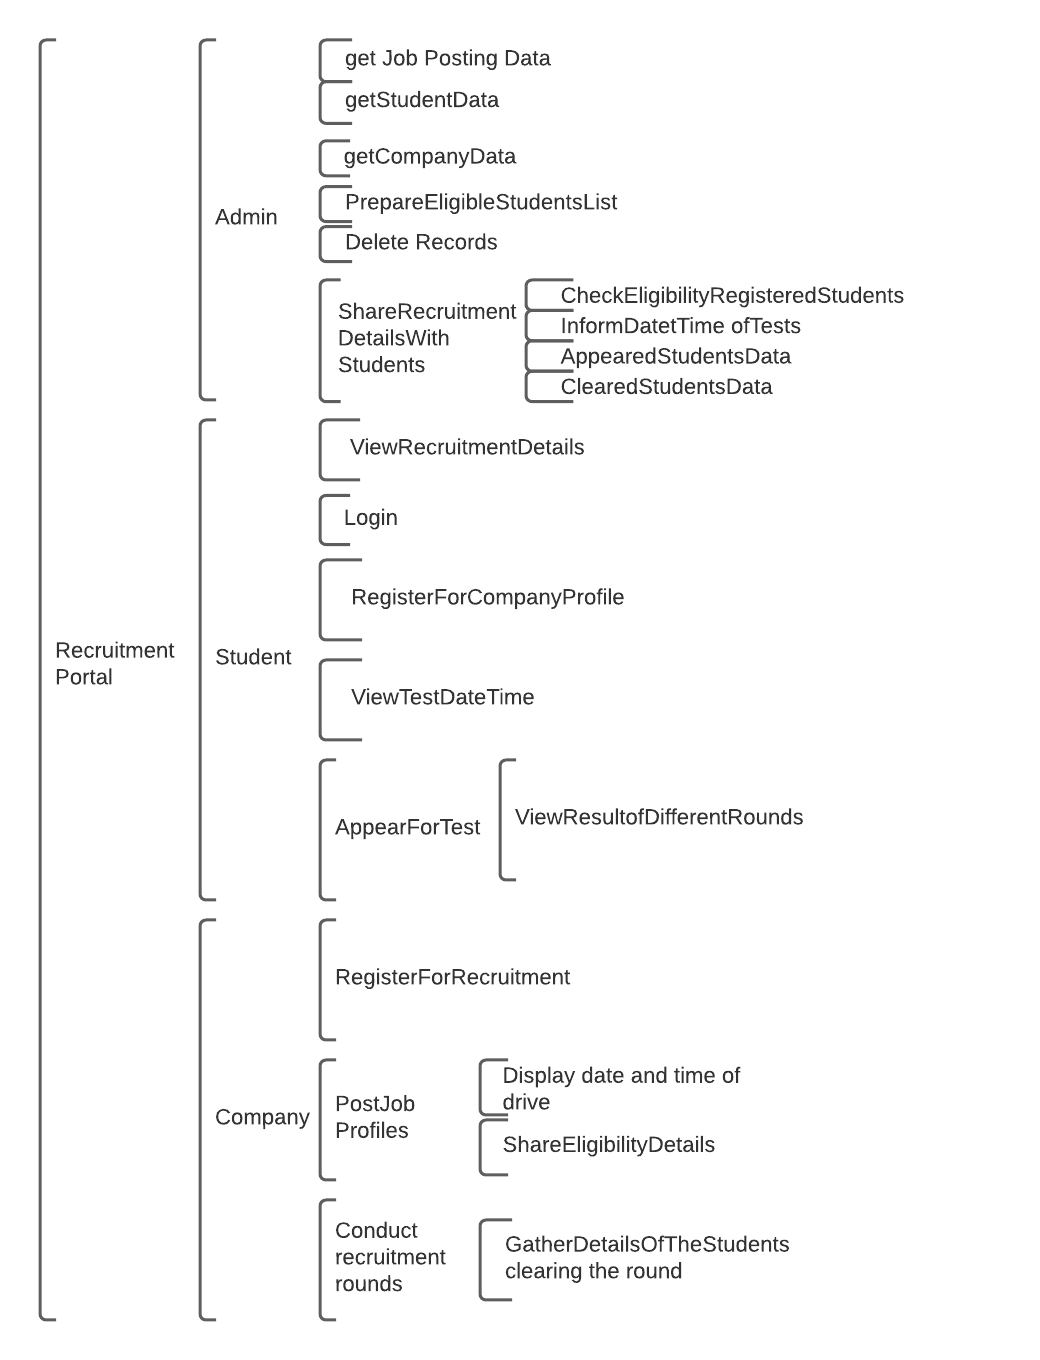 get Job Posting Data
getStudentData
getCompanyData
PrepareEligibleStudentsList
Admin
Delete Records
ShareRecruitment
DetailsWith
Students
CheckEligibilityRegisteredStudents
InformDatetTime ofTests
AppearedStudentsData
ClearedStudentsData
ViewRecruitmentDetails
Login
RegisterForCompanyProfile
Recruitment
Portal
Student
ViewTestDateTime
AppearForTest
ViewResultofDifferentRounds
RegisterForRecruitment
Company
PostJob
Profiles
Display date and time of
drive
ShareEligibilityDetails
Conduct
recruitment
rounds
GatherDetailsOfTheStudents
clearing the round